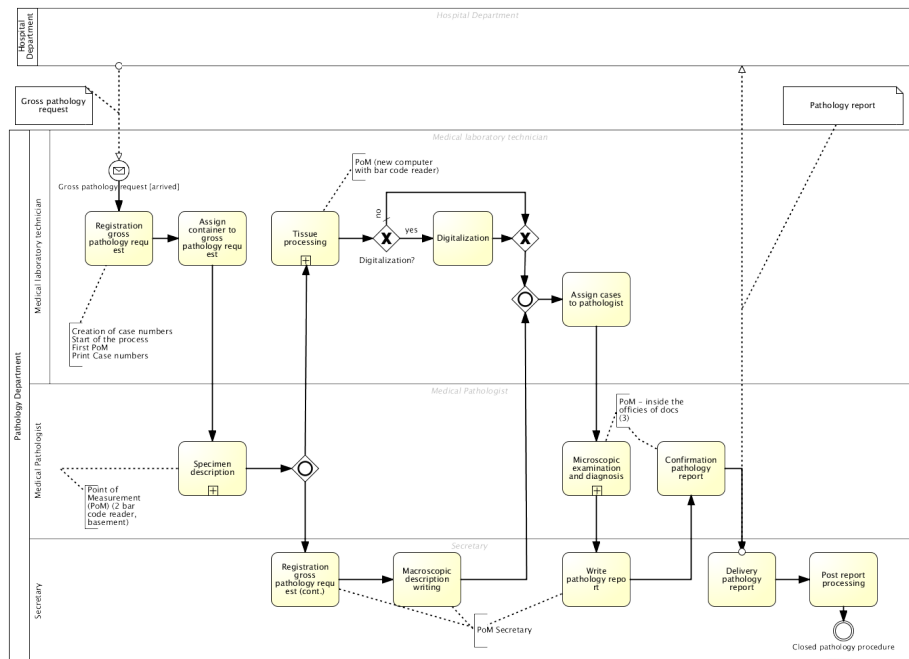 Hospital Department
Hospital
Department
Gross pathology
request
Pathology report
Medical laboratory technician
PoM (new computer
with bar code reader)
Gross pathology request [arrived]
Registration
gross
pathology requ
est
Assign
container to
gross
pathology requ
est
Tissue
processing
no
yes
Digitalization
Digitalization?
Medical laboratory technician
Assign cases
to pathologist
Creation of case numbers
Start of the process
First PoM
Print Case numbers
Pathology Department
Medical Pathologist
PoM - inside the
officies of docs
(3)
Medical Pathologist
Specimen
description
Microscopic
examination
and diagnosis
Confirmation
pathology
report
Point of
Measurement
(PoM) (2 bar
code reader,
basement)
Secretary
Secretary
Registration
gross
pathology requ
est (cont.)
Macroscopic
description
writing
Write
pathology repo
rt
Delivery
pathology
report
Post report
processing
PoM Secretary
Closed pathology procedure